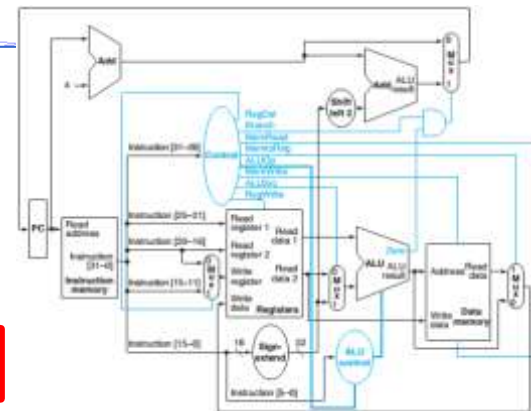 Add
4
0
M
u
x
1
Shift
left 2
Add
ALU
result
RegDst
Branch
MemRead
MemtoReg
ALUOp
MemWrite
ALUSrc
RegWrite
Instruction [31–26]
Control
PC
Read
address
Instruction
[31–0]
Instruction
memory
Instruction [25–21]
Instruction [20–16]
Instruction [15–11]
Instruction [15–0]
Instruction [5–0]
Read
register 1
Read
register 2
Write
register
Write
data
Read
data 1
Read
data 2
Registers
Sign-
extend
16
32
Zero
ALU
ALU
result
ALU
control
Address
Write
data
Read
data
Data
memory